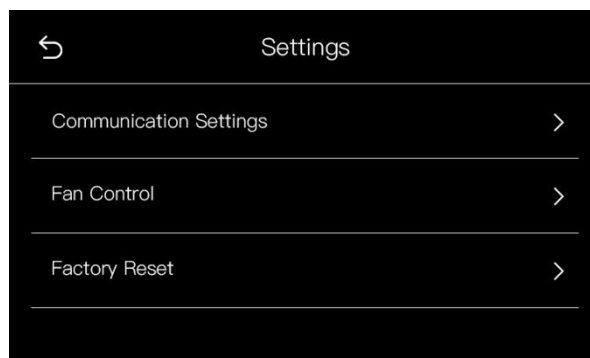 Settings
Communication Settings
Fan Control
Factory Reset